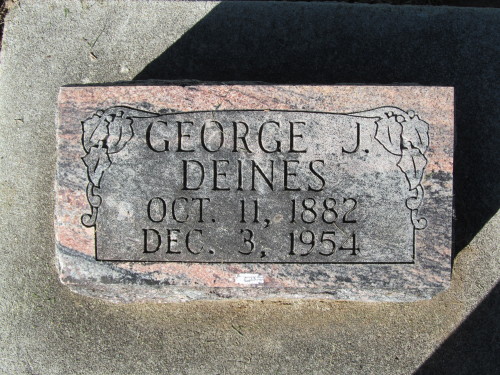 GEORGE J.
DEINES
OCT. 11, 1882
DEC. 3, 1954